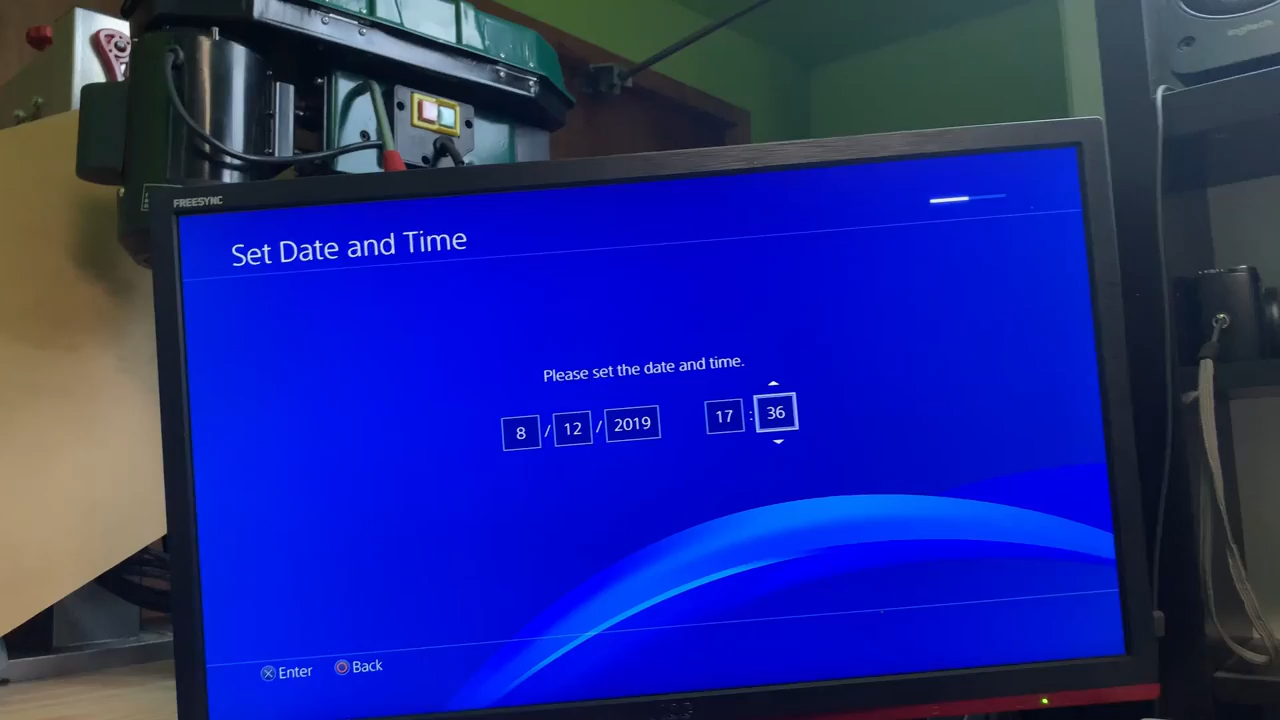 FREESYNC
Set Date and Time
Please set the date and time.
8 / 12 / 2019 17 : 36
Enter Back